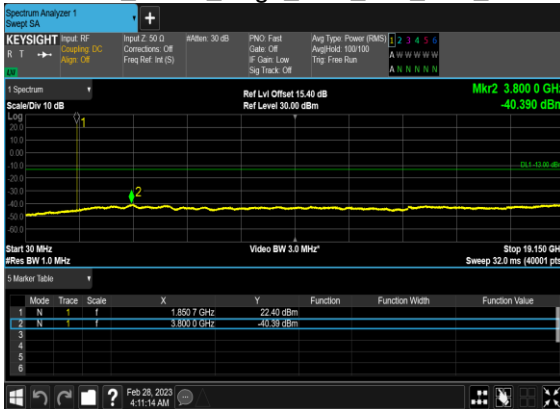 Spectrum Analyzer 1
Swept SA
KEYSIGHT
R T
LXI
Input: RF
Coupling: DC
Align: Off
Input Z: 50 Ω
Corrections: Off
Freq Ref: Int (S)
#Atten: 30 dB
PNO: Fast
Gate: Off
IF Gain: Low
Sig Track: Off
Avg Type: Power (RMS)
Avg|Hold: 100/100
Trig: Free Run
1 2 3 4 5 6
A W W W W W
A N N N N N
1 Spectrum
Scale/Div 10 dB
Ref Lvl Offset 15.40 dB
Ref Level 30.00 dBm
Mkr2 3.800 0 GHz
-40.390 dBm
Log
20.0
10.0
0.00
-10.0
-20.0
-30.0
-40.0
-50.0
-60.0
1
2
DL1 -13.00 dBm
Start 30 MHz
#Res BW 1.0 MHz
Video BW 3.0 MHz*
Stop 19.150 GH
Sweep 32.0 ms (40001 pts
5 Marker Table
Mode Trace Scale X Y Function Function Width Function Value
1 N 1 f 1.850 7 GHz 22.40 dBm
2 N 1 f 3.800 0 GHz -40.39 dBm
3
4
5
6
Feb 28, 2023
4:11:14 AM